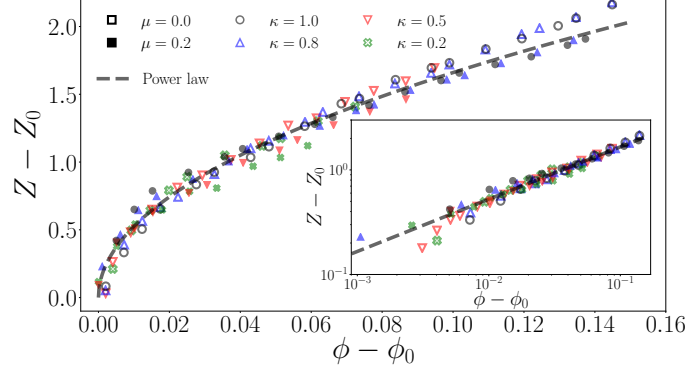 μ = 0.0 κ = 1.0 κ = 0.5
μ = 0.2 κ = 0.8 κ = 0.2
Power law
2.0
1.5
1.0
0.5
0.0
Z − Z₀
0.00 0.02 0.04 0.06 0.08 0.10 0.12 0.14 0.16
ϕ − ϕ₀
10⁰
10⁻¹
Z − Z₀
10⁻³ 10⁻² 10⁻¹
ϕ − ϕ₀